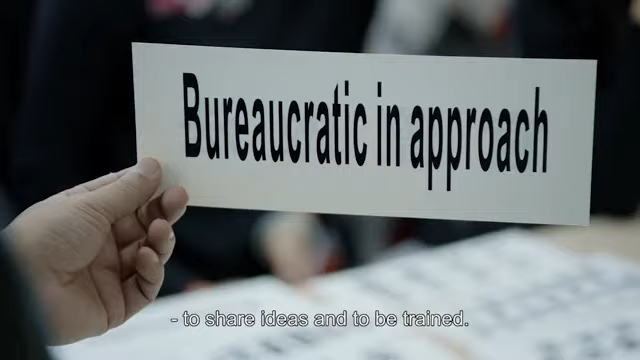 Bureaucratic in approach
- to share ideas and to be trained.